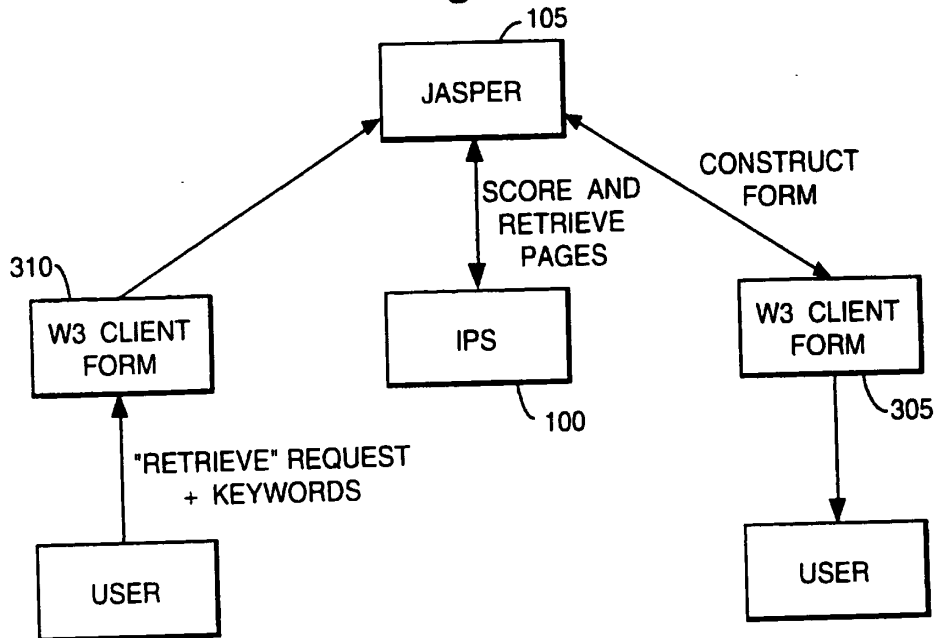 105
JASPER
CONSTRUCT
FORM
SCORE AND
RETRIEVE
PAGES
310
W3 CLIENT
FORM
IPS
W3 CLIENT
FORM
100
305
"RETRIEVE" REQUEST
+ KEYWORDS
USER
USER